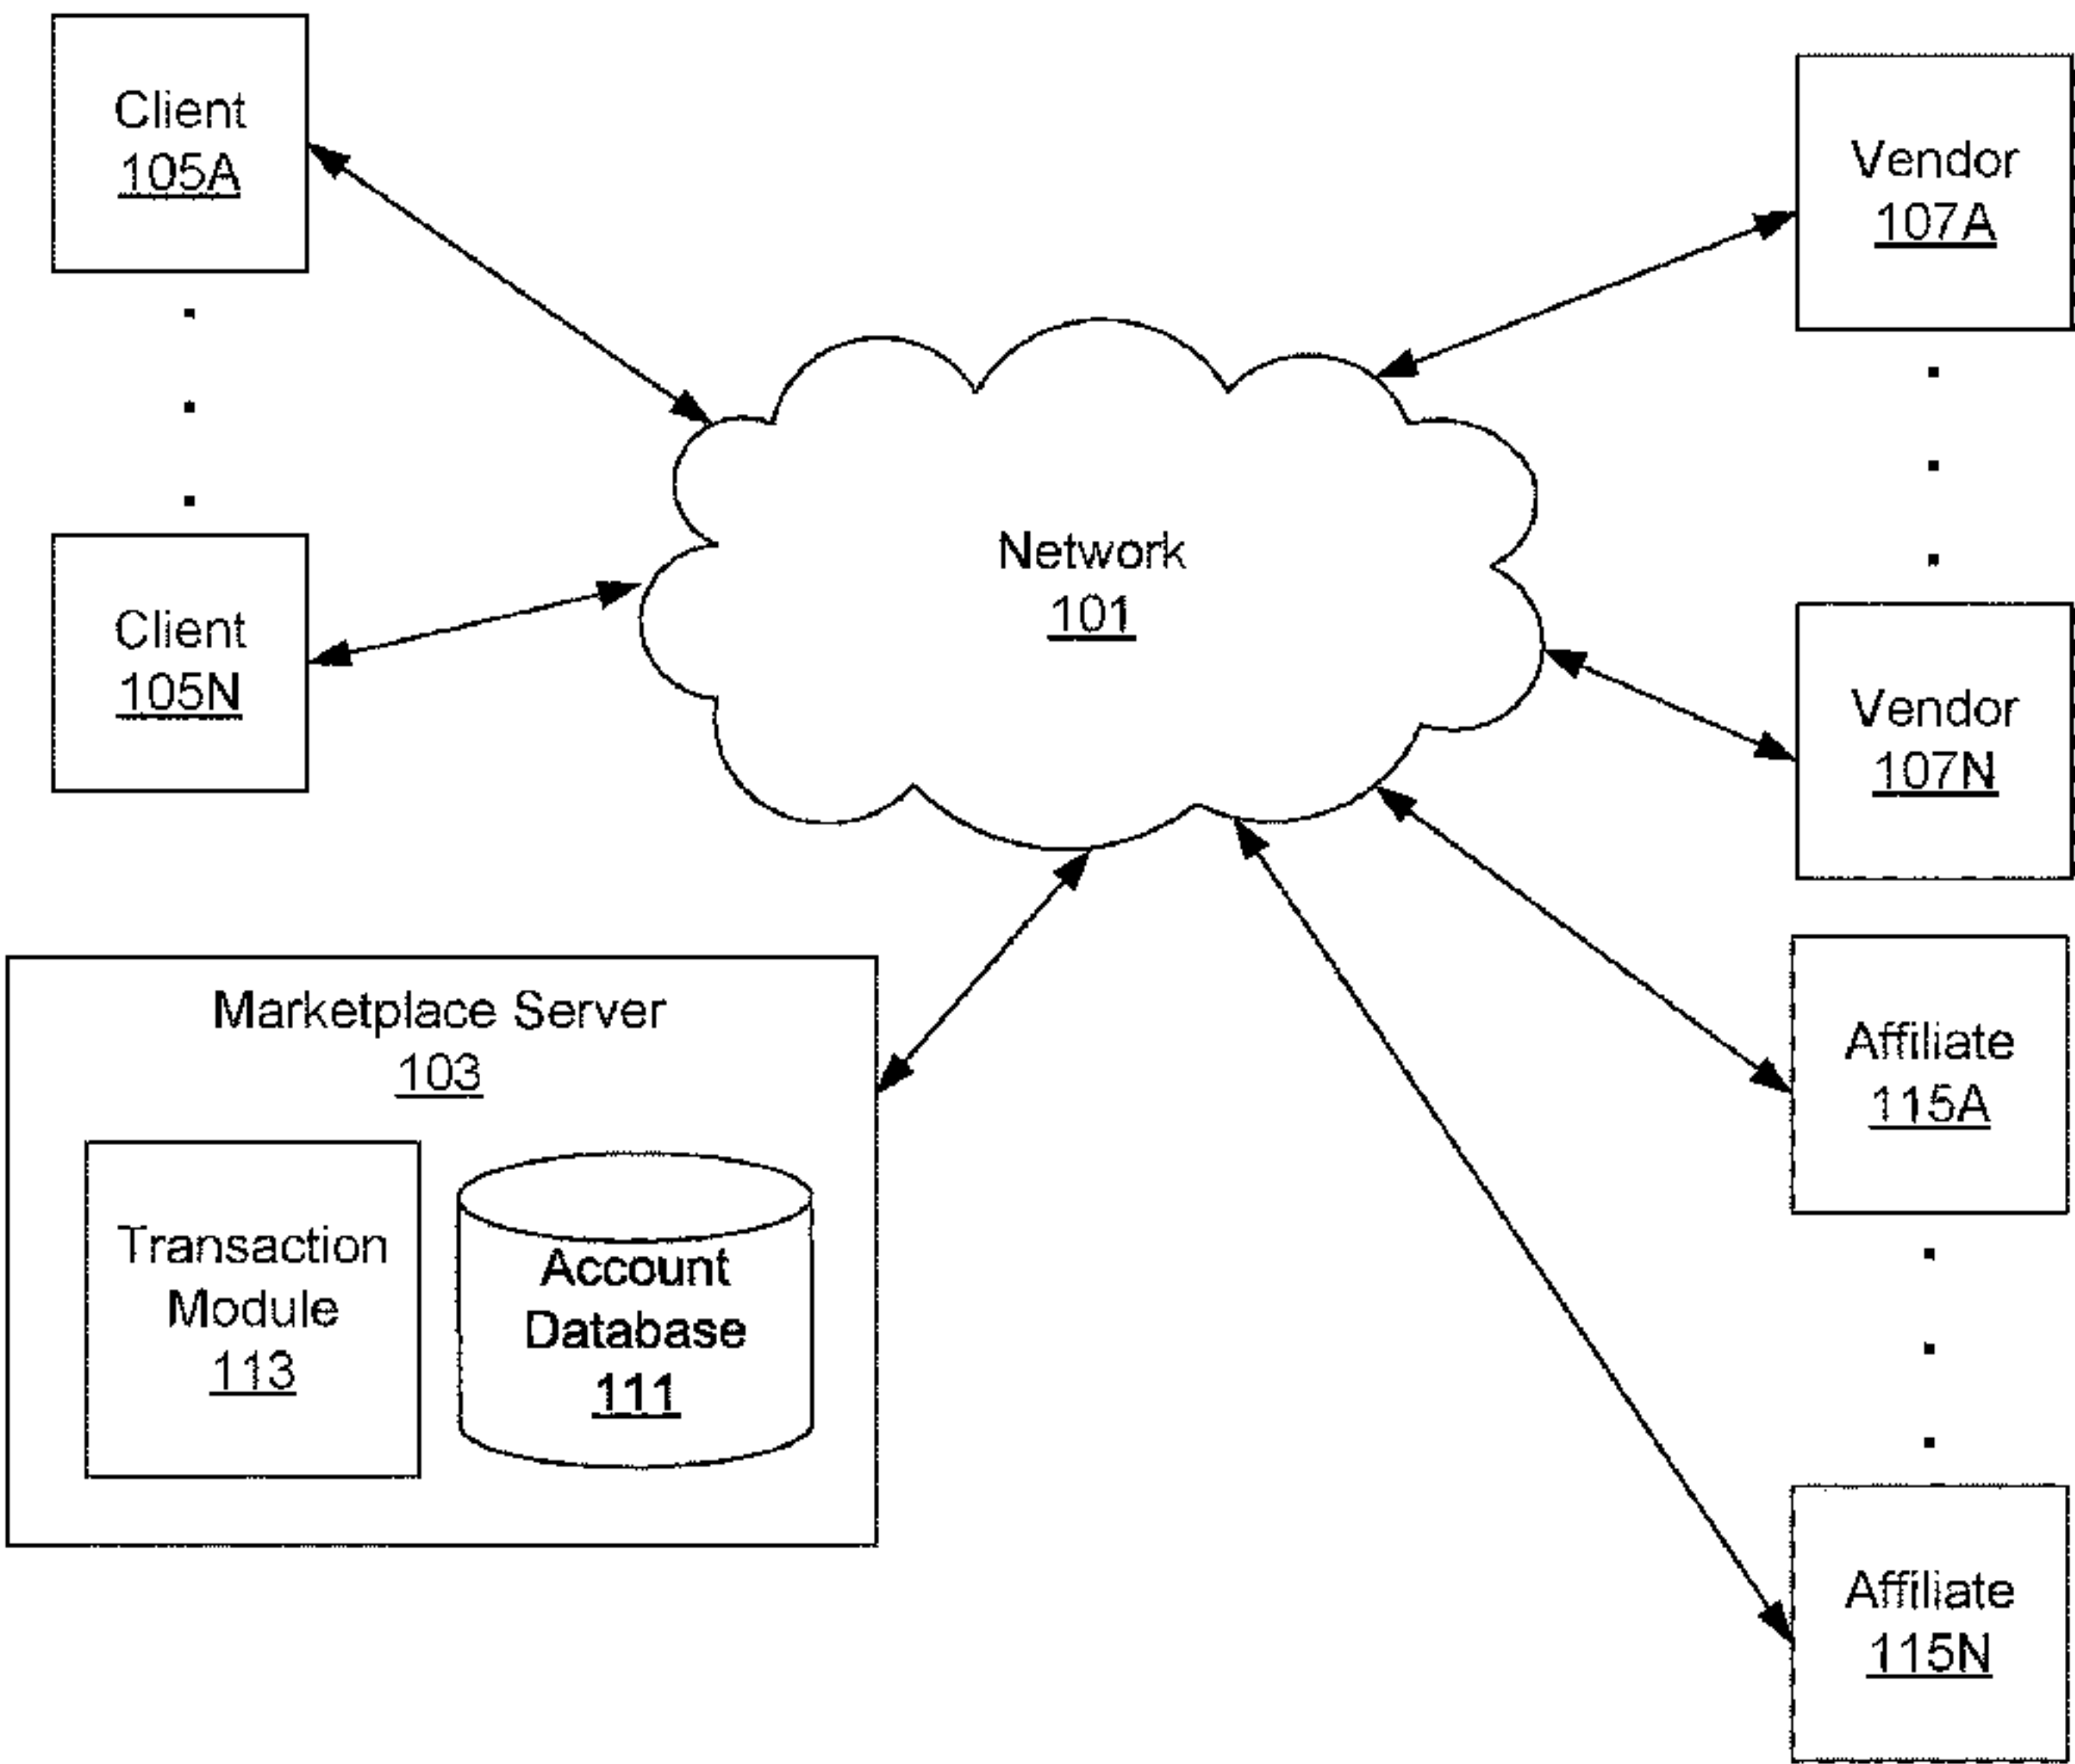 Client
105A
Client
105N
Network
101
Vendor
107A
Vendor
107N
Marketplace Server
103
Transaction
Module
113
Account
Database
111
Affiliate
115A
Affiliate
115N